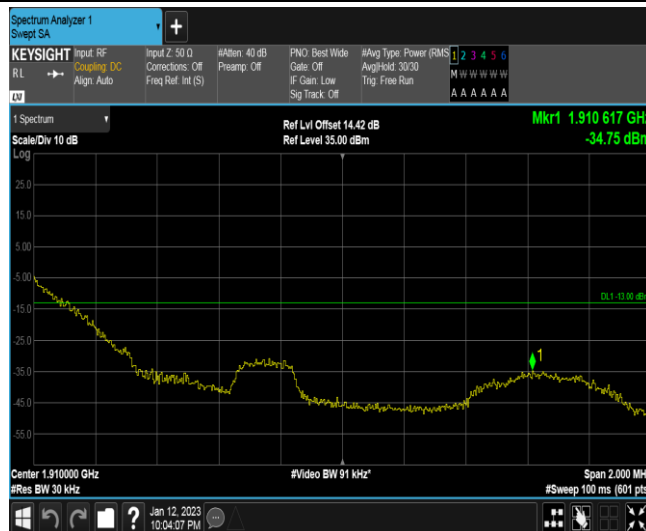 Spectrum Analyzer 1
Swept SA
+
KEYSIGHT
RL
LXI
Input: RF
Coupling: DC
Align: Auto
Input Z: 50 Ω
Corrections: Off
Freq Ref: Int (S)
#Atten: 40 dB
Preamp: Off
PNO: Best Wide
Gate: Off
IF Gain: Low
Sig Track: Off
#Avg Type: Power (RMS
Avg|Hold: 30/30
Trig: Free Run
1 2 3 4 5 6
M W W W W W
A A A A A A
1 Spectrum
Scale/Div 10 dB
Ref Lvl Offset 14.42 dB
Ref Level 35.00 dBm
Mkr1 1.910 617 GHz
-34.75 dBm
Log
25.0
15.0
5.00
-5.00
DL1 -13.00 dBm
-15.0
-25.0
1
-35.0
-45.0
-55.0
Center 1.910000 GHz
#Res BW 30 kHz
#Video BW 91 kHz*
Span 2.000 MHz
#Sweep 100 ms (601 pts
?
Jan 12, 2023
10:04:07 PM